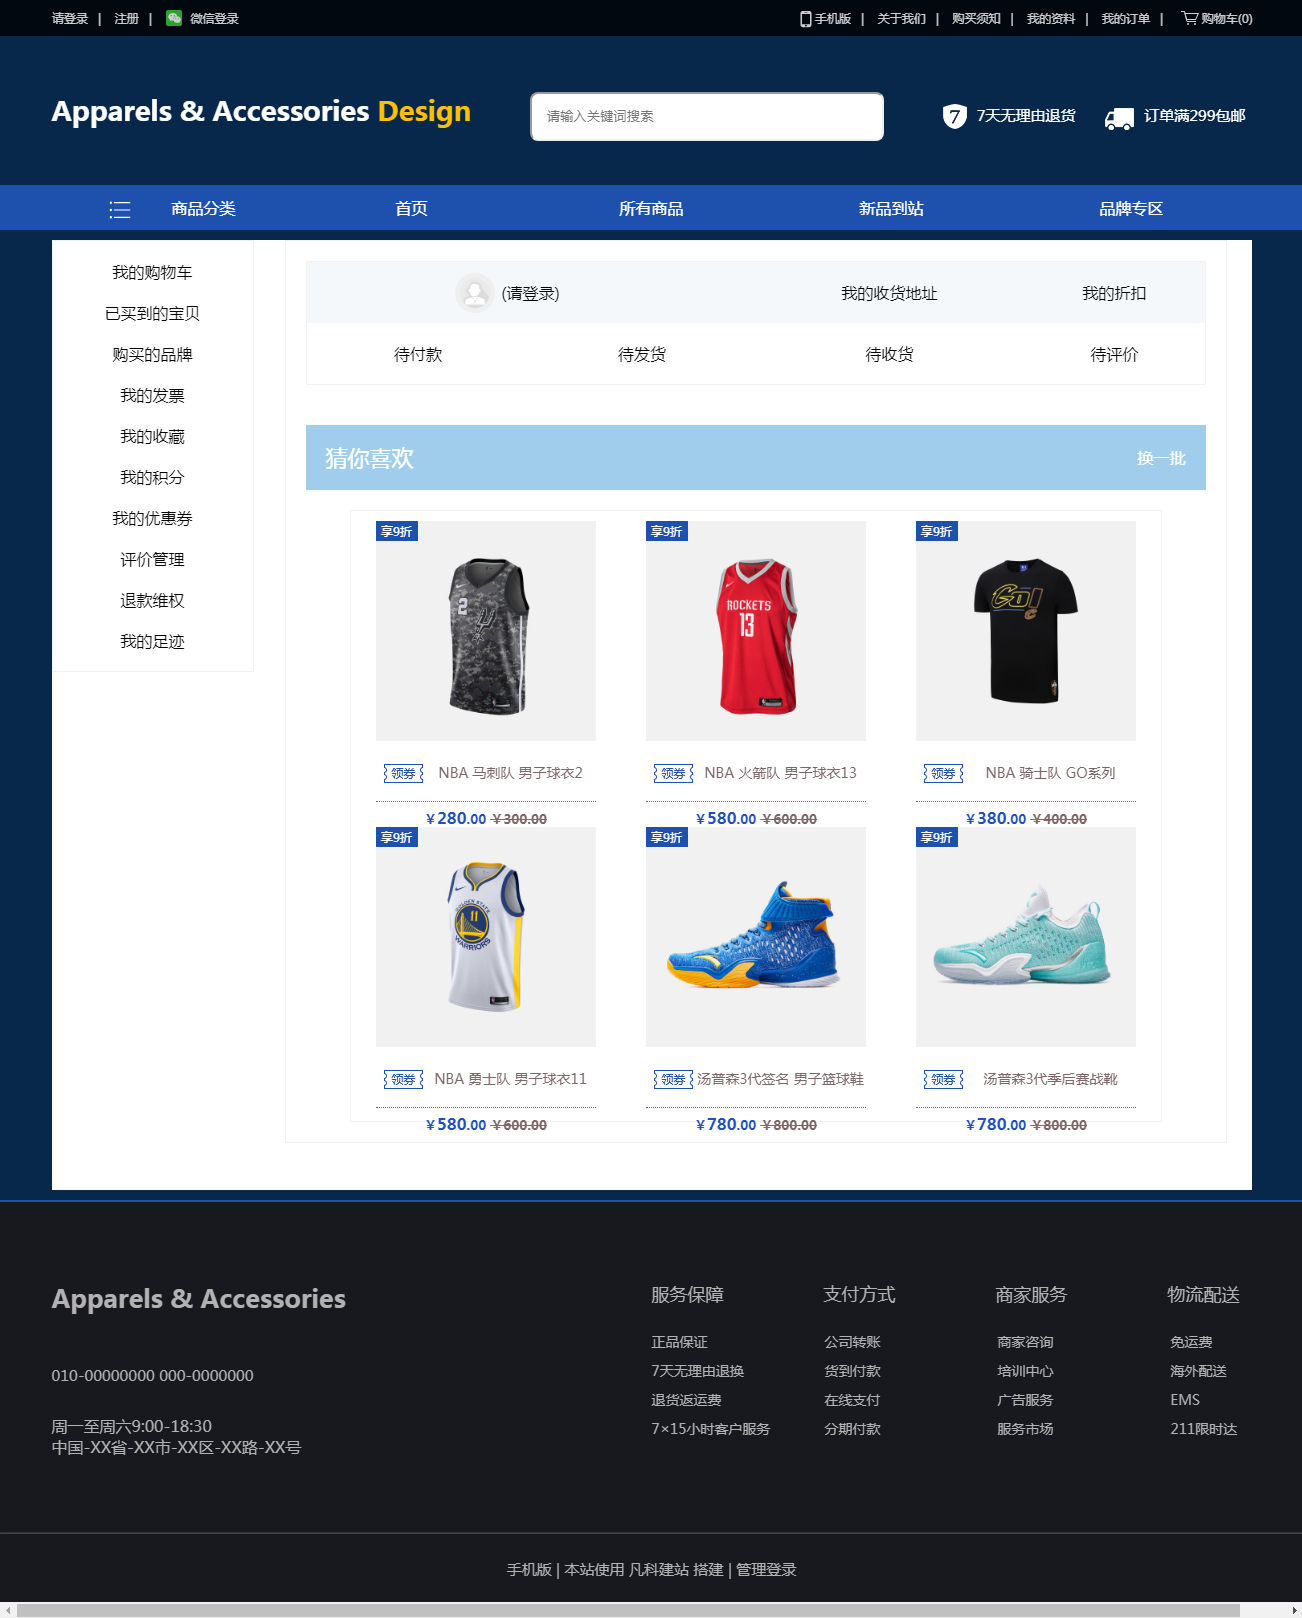 请登录 | 注册 | 微信登录 手机版 | 关于我们 | 购买须知 | 我的资料 | 我的订单 | 购物车(0)
Apparels & Accessories Design
请输入关键词搜索
7 7天无理由退货 订单满299包邮
商品分类 首页 所有商品 新品到站 品牌专区
我的购物车
已买到的宝贝
购买的品牌
我的发票
我的收藏
我的积分
我的优惠券
评价管理
退款维权
我的足迹
(请登录) 我的收货地址 我的折扣
待付款 待发货 待收货 待评价
猜你喜欢 换一批
享9折 享9折 享9折
2
ROCKETS
13
GO!
领券 NBA 马刺队 男子球衣2 领券 NBA 火箭队 男子球衣13 领券 NBA 骑士队 GO系列
￥280.00 ￥300.00 ￥580.00 ￥600.00 ￥380.00 ￥400.00
享9折 享9折 享9折
GOLDEN STATE
11
WARRIORS
领券 NBA 勇士队 男子球衣11 领券 汤普森3代签名 男子篮球鞋 领券 汤普森3代季后赛战靴
￥580.00 ￥600.00 ￥780.00 ￥800.00 ￥780.00 ￥800.00
Apparels & Accessories
010-00000000 000-0000000
周一至周六9:00-18:30
中国-XX省-XX市-XX区-XX路-XX号
服务保障 支付方式 商家服务 物流配送
正品保证 公司转账 商家咨询 免运费
7天无理由退换 货到付款 培训中心 海外配送
退货返运费 在线支付 广告服务 EMS
7×15小时客户服务 分期付款 服务市场 211限时达
手机版 | 本站使用 凡科建站 搭建 | 管理登录